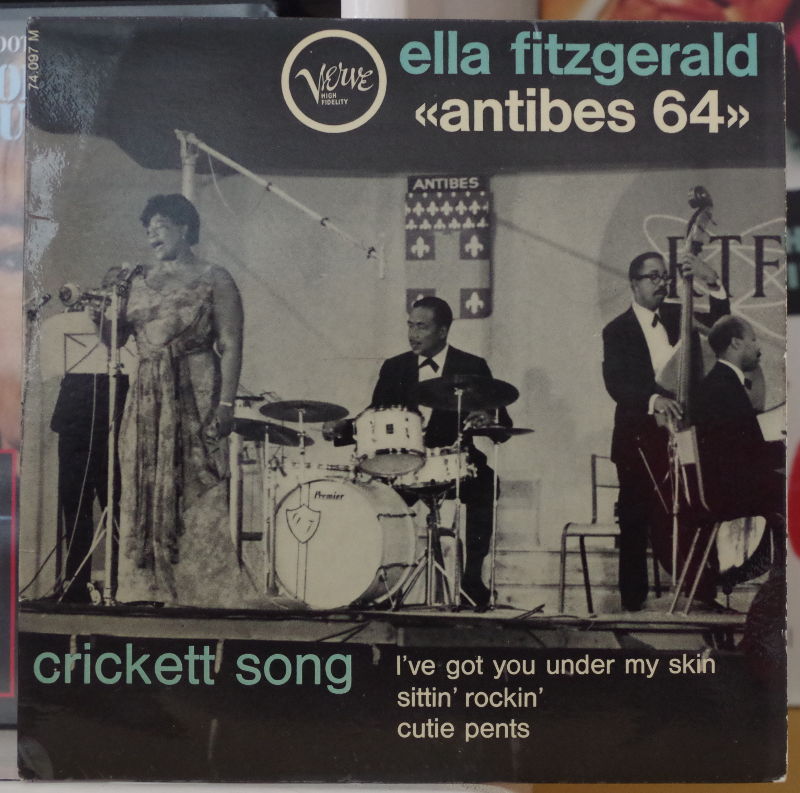 74.097 M
Verve
HIGH
FIDELITY
ella fitzgerald
«antibes 64»
ANTIBES
RTF
Premier
crickett song
I've got you under my skin
sittin' rockin'
cutie pents